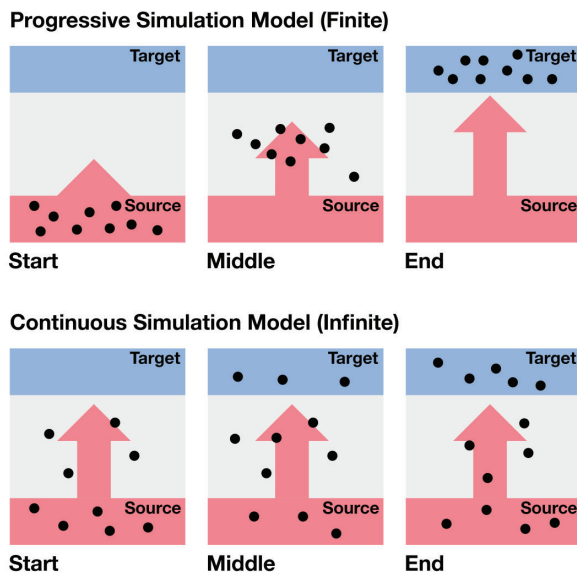 Progressive Simulation Model (Finite)
Target
Target
Target
Source
Source
Source
Start
Middle
End
Continuous Simulation Model (Infinite)
Target
Target
Target
Source
Source
Source
Start
Middle
End